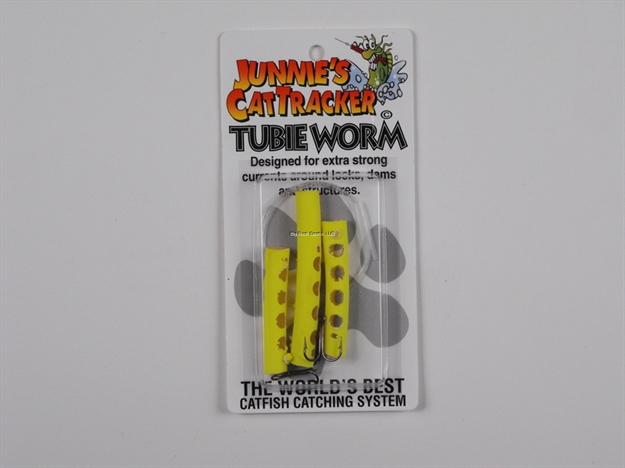 JUNNIE'S
CATTRACKER
©
TUBIE WORM
Designed for extra strong
currents around locks, dams
and structures.
THE WORLD'S BEST
CATFISH CATCHING SYSTEM